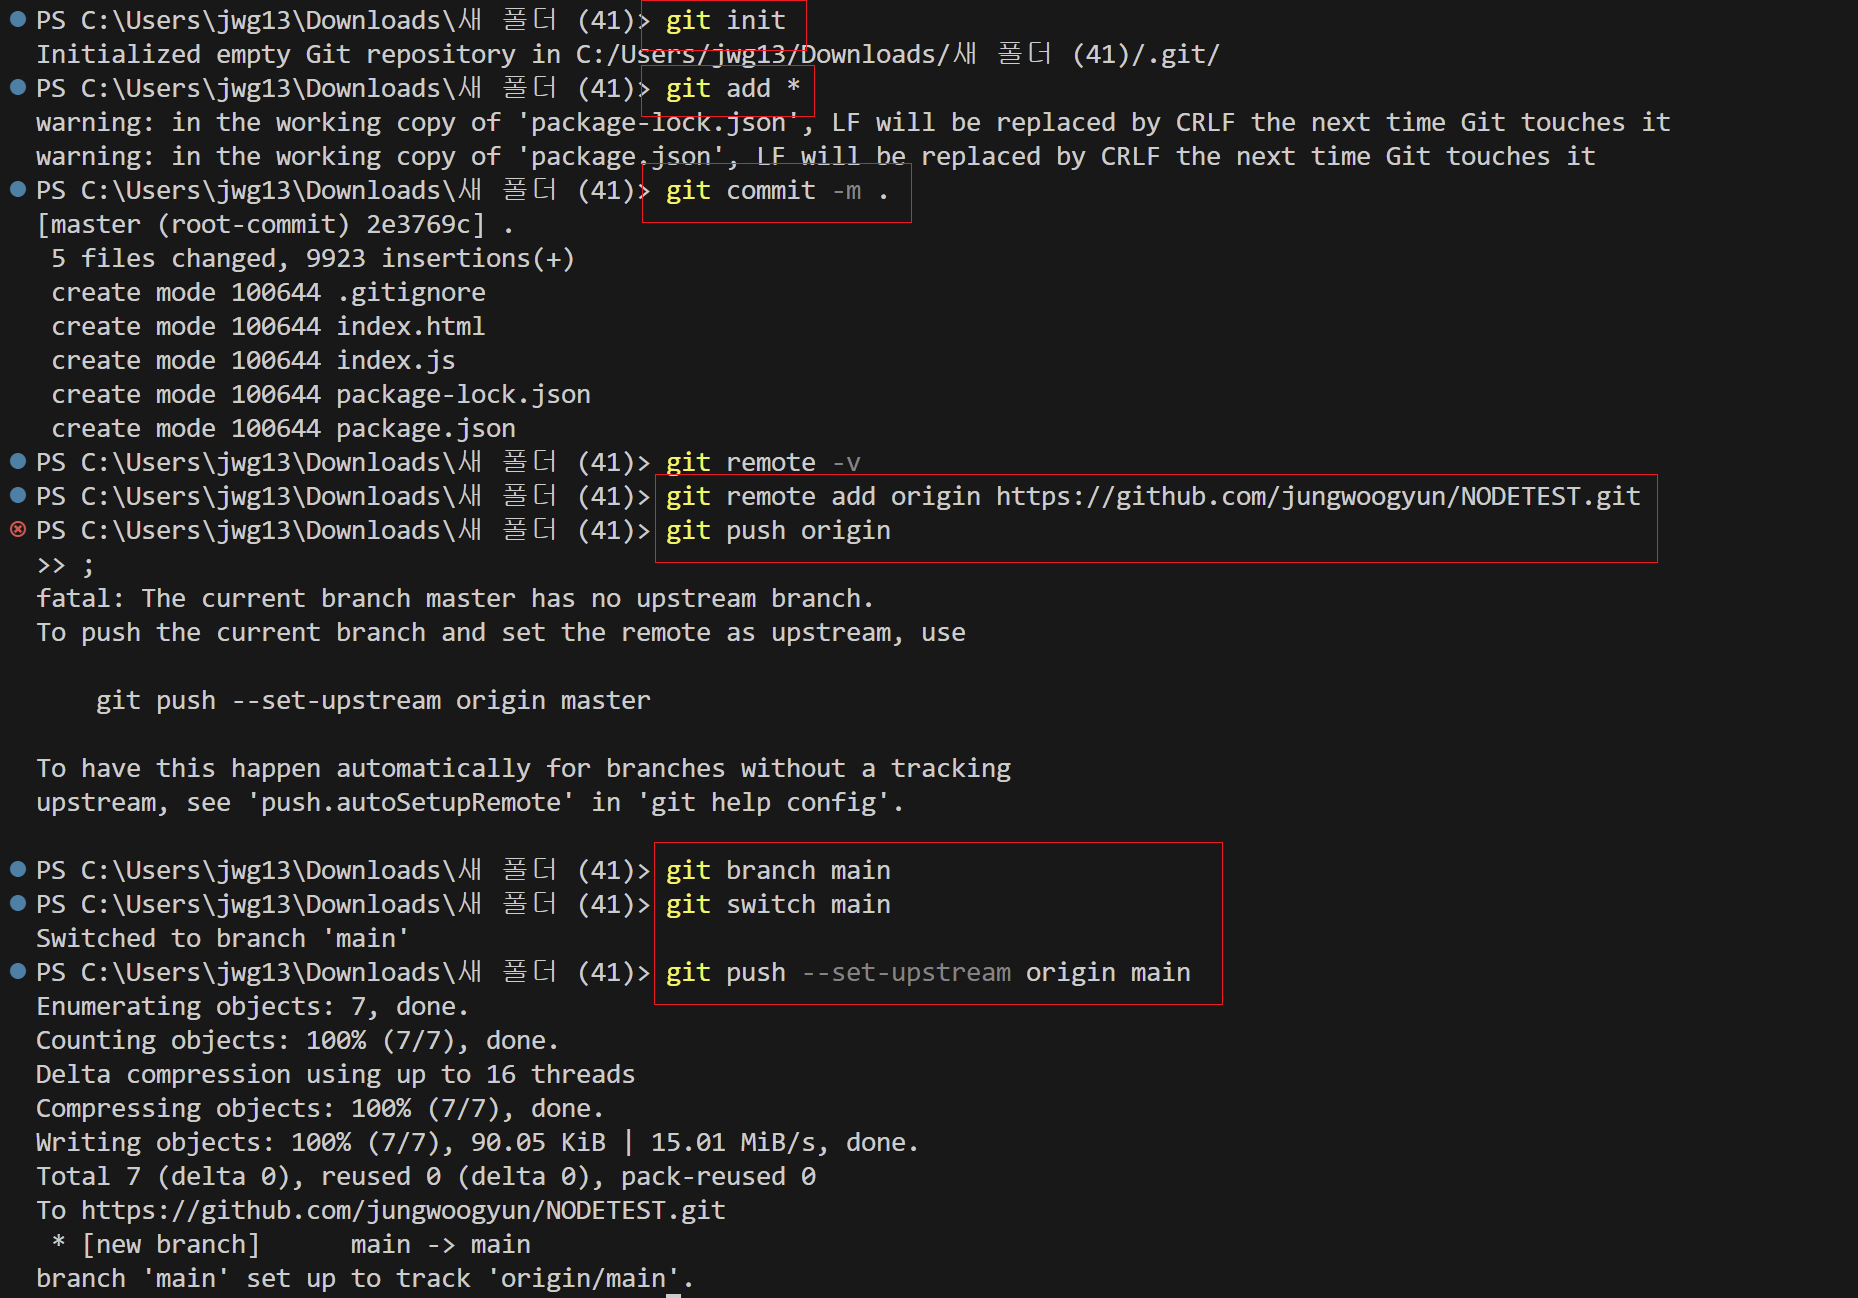 PS C:\Users\jwg13\Downloads\새 폴더 (41)> git init
Initialized empty Git repository in C:/Users/jwg13/Downloads/새 폴더 (41)/.git/
PS C:\Users\jwg13\Downloads\새 폴더 (41)> git add *
warning: in the working copy of 'package-lock.json', LF will be replaced by CRLF the next time Git touches it
warning: in the working copy of 'package.json', LF will be replaced by CRLF the next time Git touches it
PS C:\Users\jwg13\Downloads\새 폴더 (41)> git commit -m .
[master (root-commit) 2e3769c] .
 5 files changed, 9923 insertions(+)
 create mode 100644 .gitignore
 create mode 100644 index.html
 create mode 100644 index.js
 create mode 100644 package-lock.json
 create mode 100644 package.json
PS C:\Users\jwg13\Downloads\새 폴더 (41)> git remote -v
PS C:\Users\jwg13\Downloads\새 폴더 (41)> git remote add origin https://github.com/jungwoogyun/NODETEST.git
PS C:\Users\jwg13\Downloads\새 폴더 (41)> git push origin
>> ;
fatal: The current branch master has no upstream branch.
To push the current branch and set the remote as upstream, use
    git push --set-upstream origin master
To have this happen automatically for branches without a tracking
upstream, see 'push.autoSetupRemote' in 'git help config'.
PS C:\Users\jwg13\Downloads\새 폴더 (41)> git branch main
PS C:\Users\jwg13\Downloads\새 폴더 (41)> git switch main
Switched to branch 'main'
PS C:\Users\jwg13\Downloads\새 폴더 (41)> git push --set-upstream origin main
Enumerating objects: 7, done.
Counting objects: 100% (7/7), done.
Delta compression using up to 16 threads
Compressing objects: 100% (7/7), done.
Writing objects: 100% (7/7), 90.05 KiB | 15.01 MiB/s, done.
Total 7 (delta 0), reused 0 (delta 0), pack-reused 0
To https://github.com/jungwoogyun/NODETEST.git
 * [new branch]      main -> main
branch 'main' set up to track 'origin/main'.